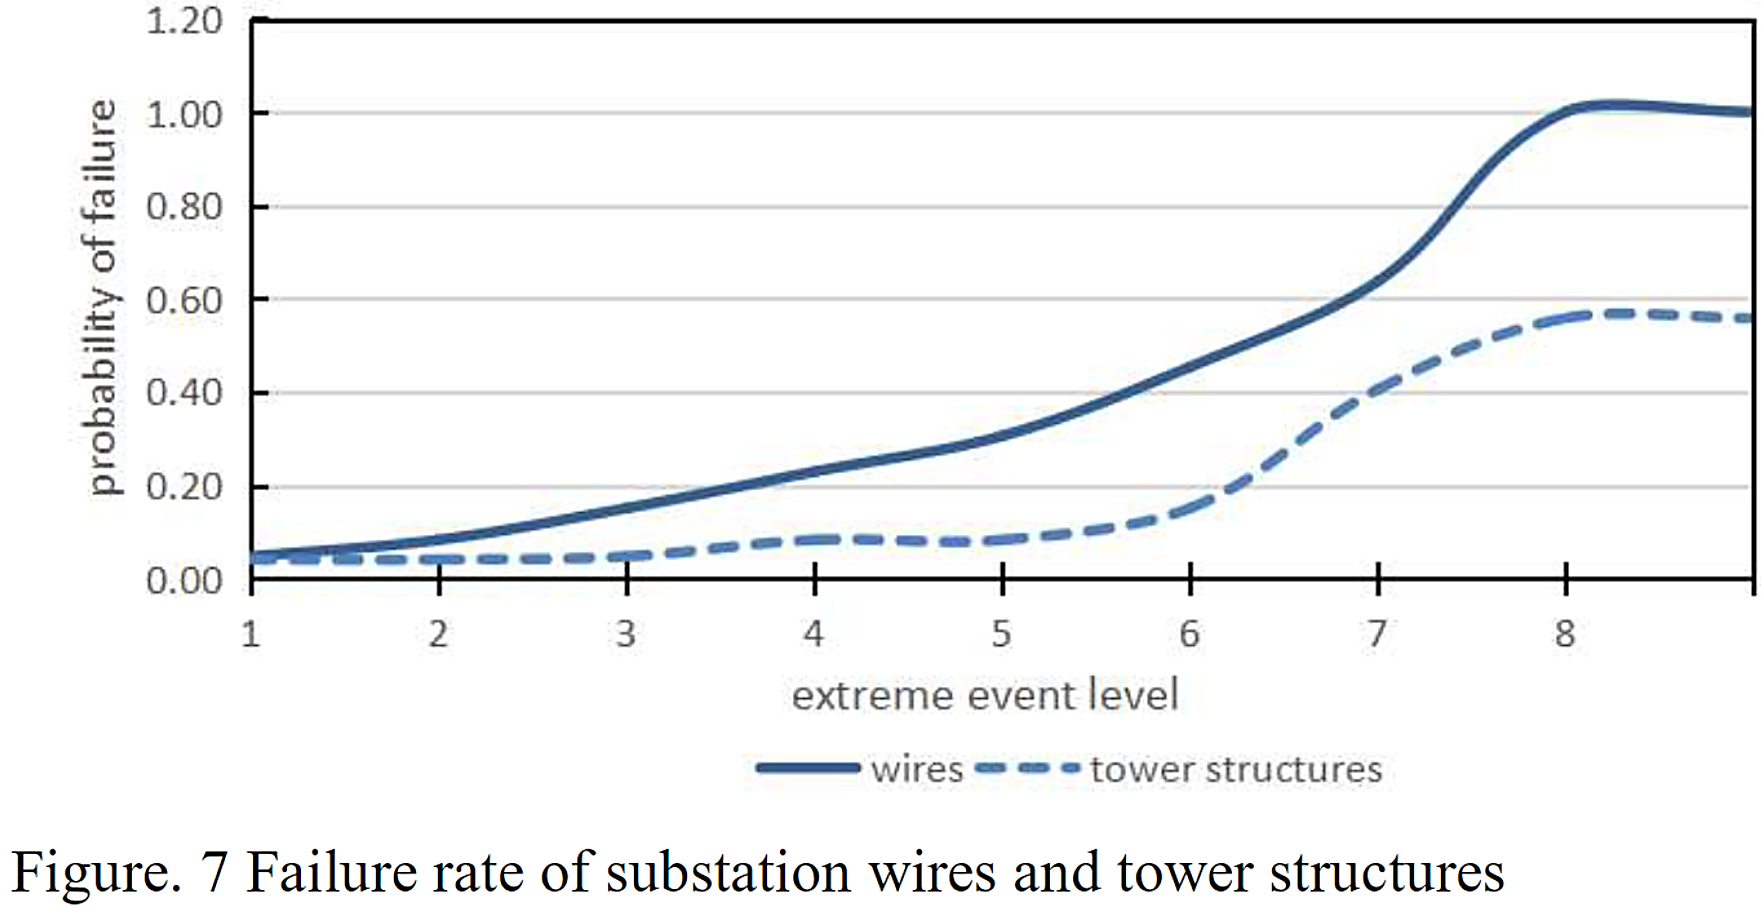 1.20
1.00
0.80
0.60
0.40
0.20
0.00
probability of failure
1 2 3 4 5 6 7 8
extreme event level
wires tower structures
Figure. 7 Failure rate of substation wires and tower structures